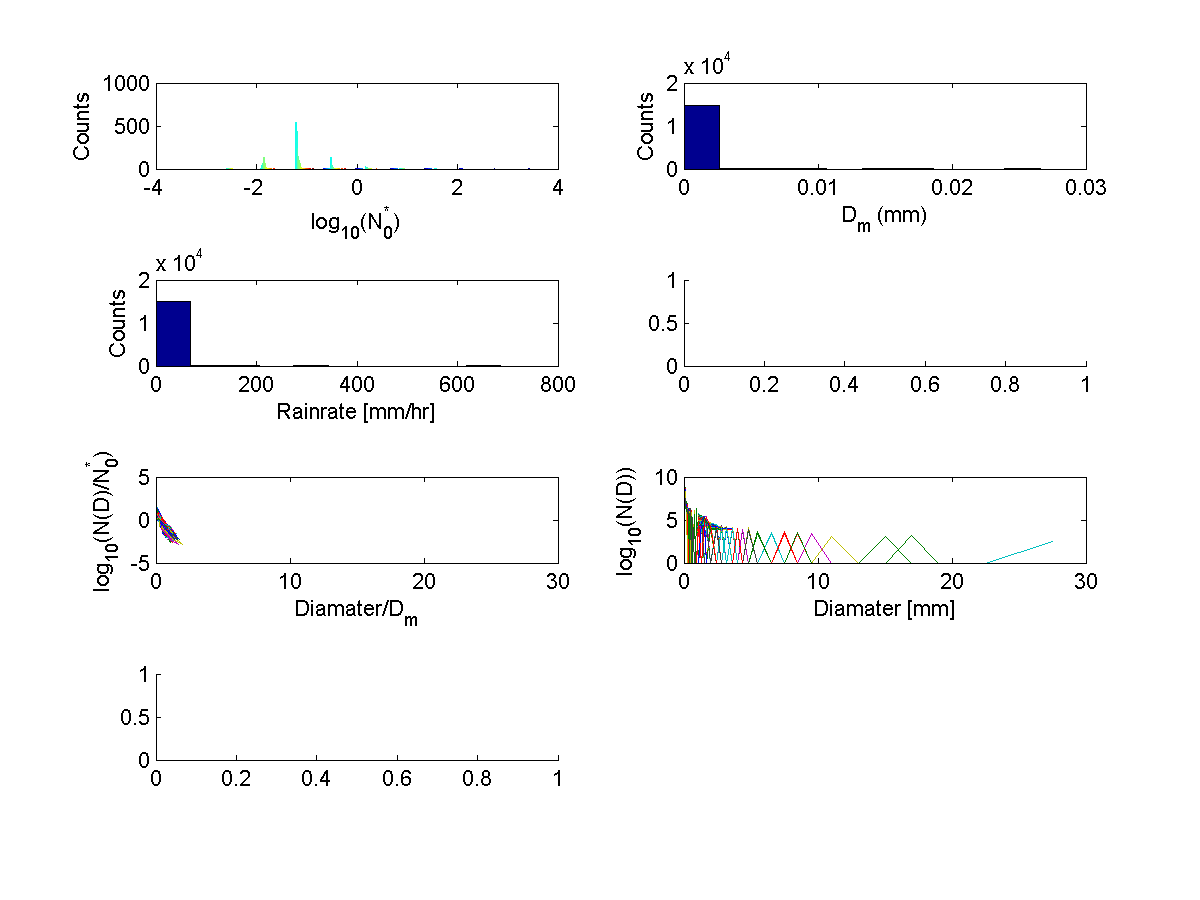 1000
500
0
Counts
-4 -2 0 2 4
log10(N0*)
x 10^4
2
1
0
Counts
0 0.01 0.02 0.03
Dm (mm)
x 10^4
2
1
0
Counts
0 200 400 600 800
Rainrate [mm/hr]
1
0.5
0
0 0.2 0.4 0.6 0.8 1
5
0
-5
log10(N(D)/N0*)
0 10 20 30
Diamater/Dm
10
5
0
log10(N(D))
0 10 20 30
Diamater [mm]
1
0.5
0
0 0.2 0.4 0.6 0.8 1